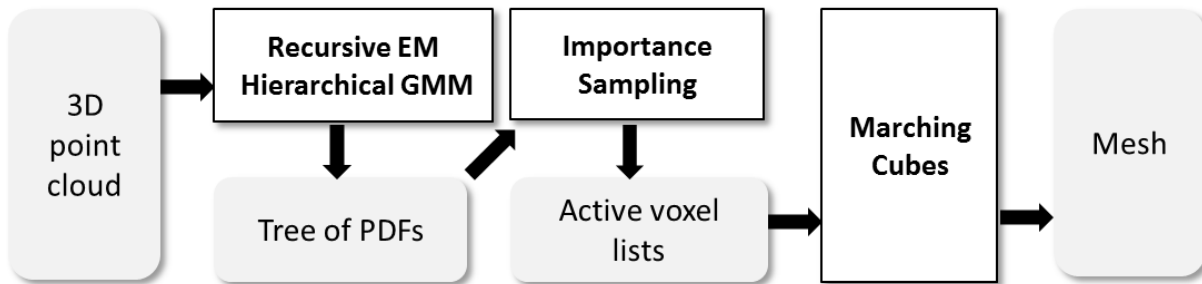 3D
point
cloud
Recursive EM
Hierarchical GMM
Tree of PDFs
Importance
Sampling
Active voxel
lists
Marching
Cubes
Mesh